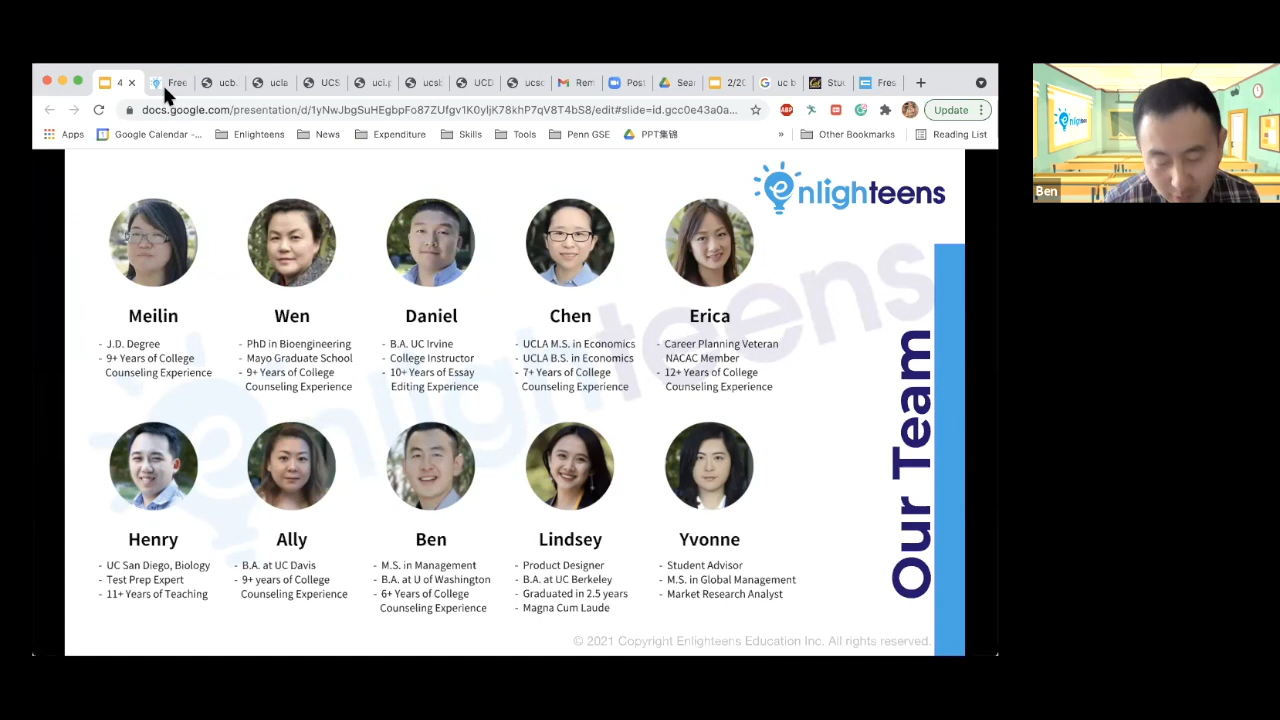 4
Free
ucb.
ucla
UCS
uci.p
ucsb
UCD
ucsc
Rem
Post
Sear
2/20
uc b
Stu
Fres
docs.google.com/presentation/d/
Update
Apps
Google Calendar -...
Enlighteens
News
Expenditure
Skills
Tools
Penn GSE
PPT集锦
»
Other Bookmarks
Reading List
enlighteens
Meilin
- J.D. Degree
- 9+ Years of College
Counseling Experience
Wen
- PhD in Bioengineering
- Mayo Graduate School
- 9+ Years of College
Counseling Experience
Daniel
- B.A. UC Irvine
- College Instructor
- 10+ Years of Essay
Editing Experience
Chen
- UCLA M.S. in Economics
- UCLA B.S. in Economics
- 7+ Years of College
Counseling Experience
Erica
- Career Planning Veteran
NACAC Member
- 12+ Years of College
Counseling Experience
Henry
- UC San Diego, Biology
- Test Prep Expert
- 11+ Years of Teaching
Ally
- B.A. at UC Davis
- 9+ years of College
Counseling Experience
Ben
- M.S. in Management
- B.A. at U of Washington
- 6+ Years of College
Counseling Experience
Lindsey
- Product Designer
- B.A. at UC Berkeley
- Graduated in 2.5 years
- Magna Cum Laude
Yvonne
- Student Advisor
- M.S. in Global Management
- Market Research Analyst
Our Team
enlighteens
© 2021 Copyright Enlighteens Education Inc. All rights reserved.
Ben